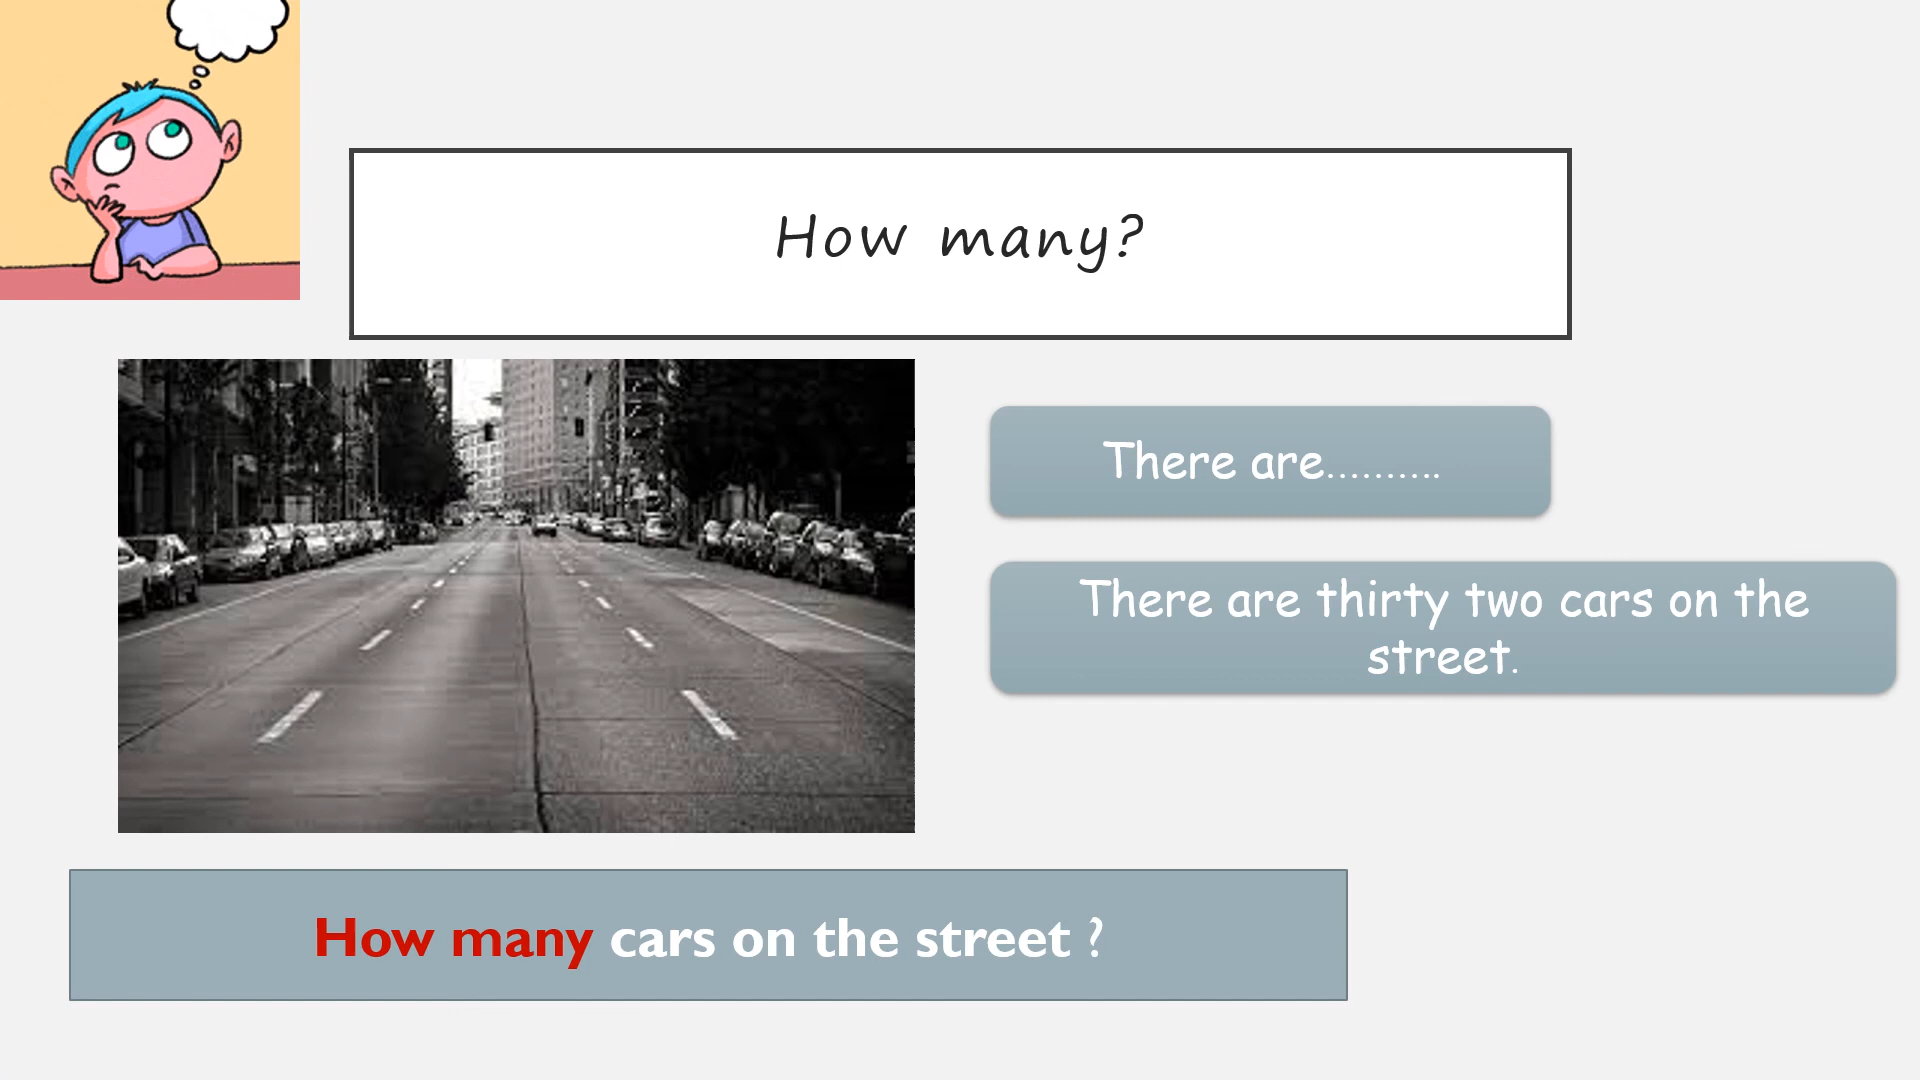 How many?
There are..........
There are thirty two cars on the
street.
How many cars on the street ?